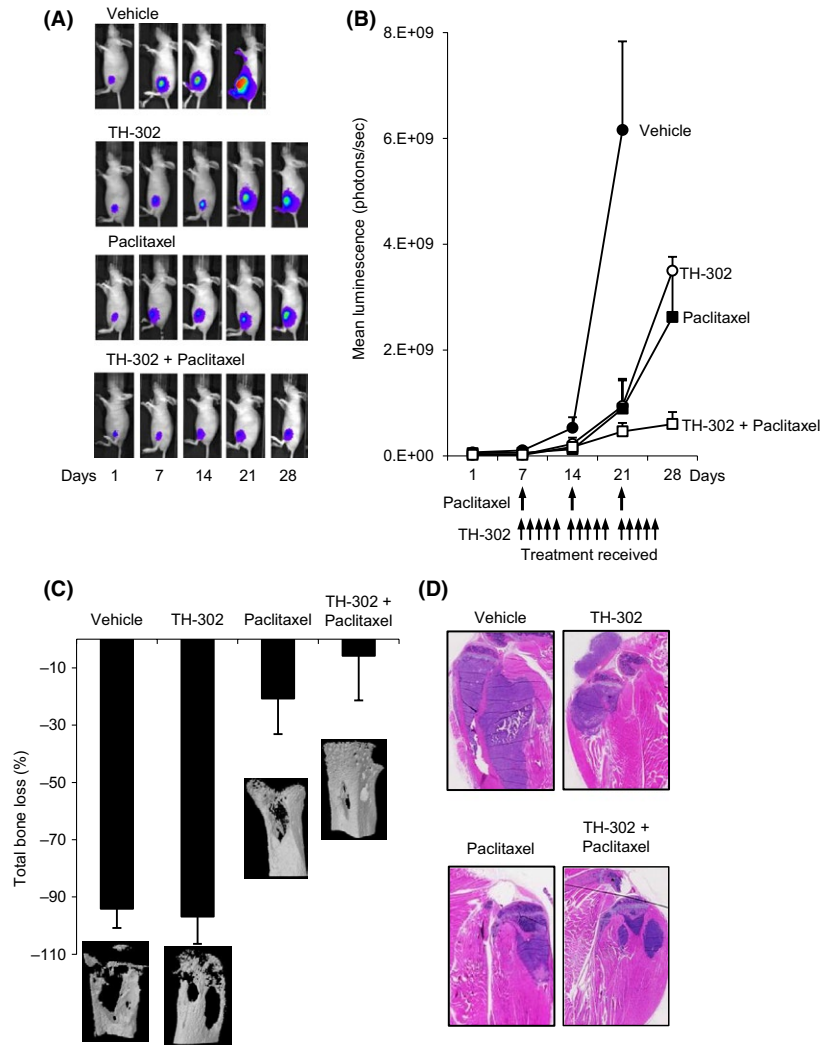 (A)
Vehicle
TH-302
Paclitaxel
TH-302 + Paclitaxel
Days 1 7 14 21 28
(B)
Mean luminescence (photons/sec)
8.E+09
6.E+09
4.E+09
2.E+09
0.E+00
Vehicle
TH-302
Paclitaxel
TH-302 + Paclitaxel
1 7 14 21 28 Days
Paclitaxel
TH-302
Treatment received
(C)
Vehicle TH-302 Paclitaxel TH-302 +
Paclitaxel
Total bone loss (%)
–10
–30
–50
–70
–90
–110
(D)
Vehicle TH-302
Paclitaxel TH-302 +
Paclitaxel